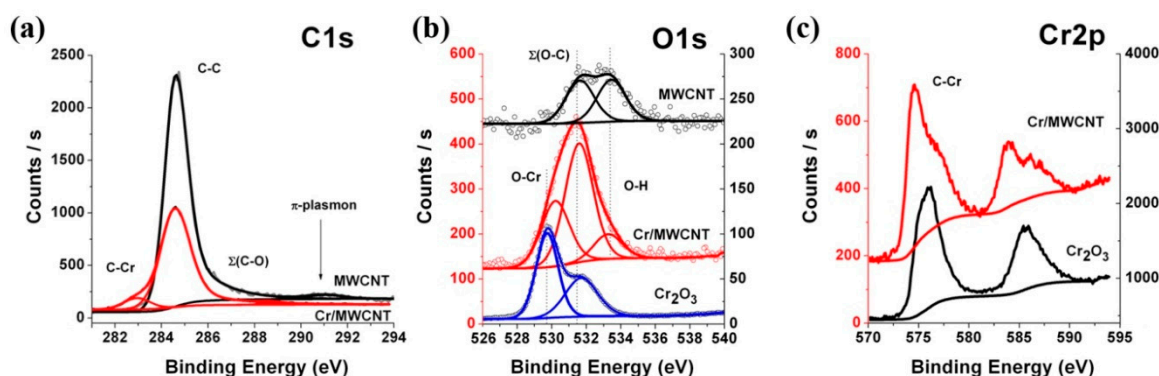 (a)
C1s
2500
2000
1500
1000
500
0
Counts / s
C-C
C-Cr
Σ(C-O)
π-plasmon
MWCNT
Cr/MWCNT
282 284 286 288 290 292 294
Binding Energy (eV)
(b)
O1s
600
500
400
300
200
100
0
Counts / s
300
250
200
150
100
50
0
Σ(O-C)
MWCNT
O-Cr
O-H
Cr/MWCNT
Cr₂O₃
526 528 530 532 534 536 538 540
Binding Energy (eV)
(c)
Cr2p
800
600
400
200
0
Counts / s
4000
3000
2000
1000
C-Cr
Cr/MWCNT
Cr₂O₃
570 575 580 585 590 595
Binding Energy (eV)